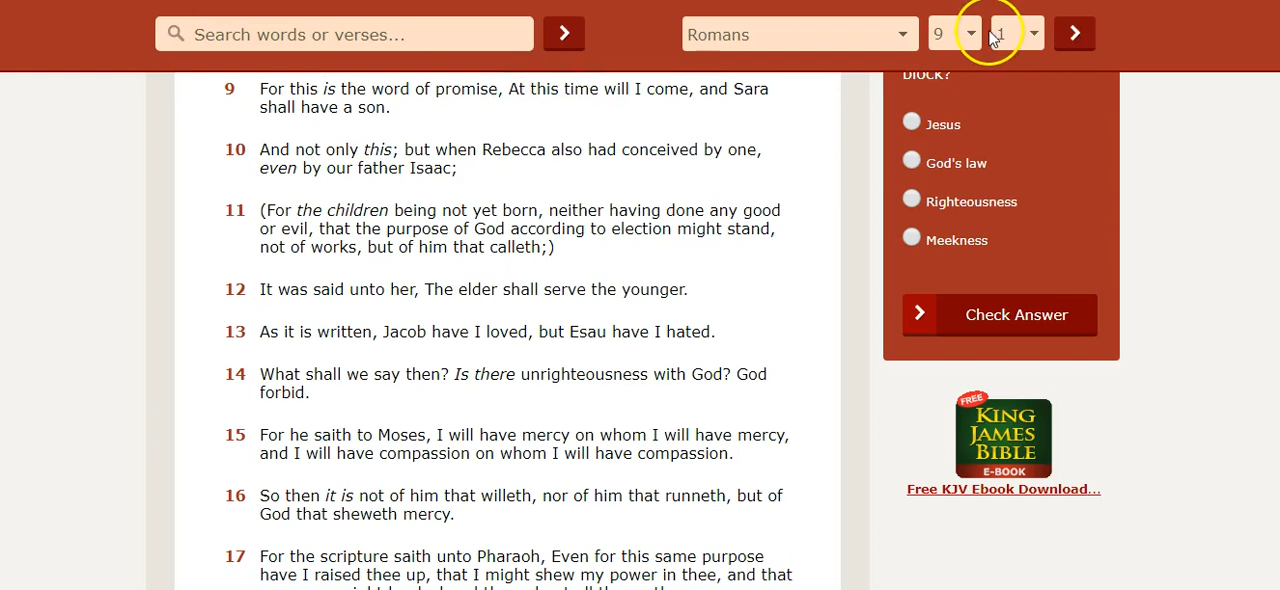 Search words or verses...
Romans
9
1
9 For this is the word of promise, At this time will I come, and Sara
shall have a son.
10 And not only this; but when Rebecca also had conceived by one,
even by our father Isaac;
11 (For the children being not yet born, neither having done any good
or evil, that the purpose of God according to election might stand,
not of works, but of him that calleth;)
12 It was said unto her, The elder shall serve the younger.
13 As it is written, Jacob have I loved, but Esau have I hated.
14 What shall we say then? Is there unrighteousness with God? God
forbid.
15 For he saith to Moses, I will have mercy on whom I will have mercy,
and I will have compassion on whom I will have compassion.
16 So then it is not of him that willeth, nor of him that runneth, but of
God that sheweth mercy.
17 For the scripture saith unto Pharaoh, Even for this same purpose
have I raised thee up, that I might shew my power in thee, and that
Jesus
God's law
Righteousness
Meekness
Check Answer
FREE
KING
JAMES
BIBLE
E-BOOK
Free KJV Ebook Download...